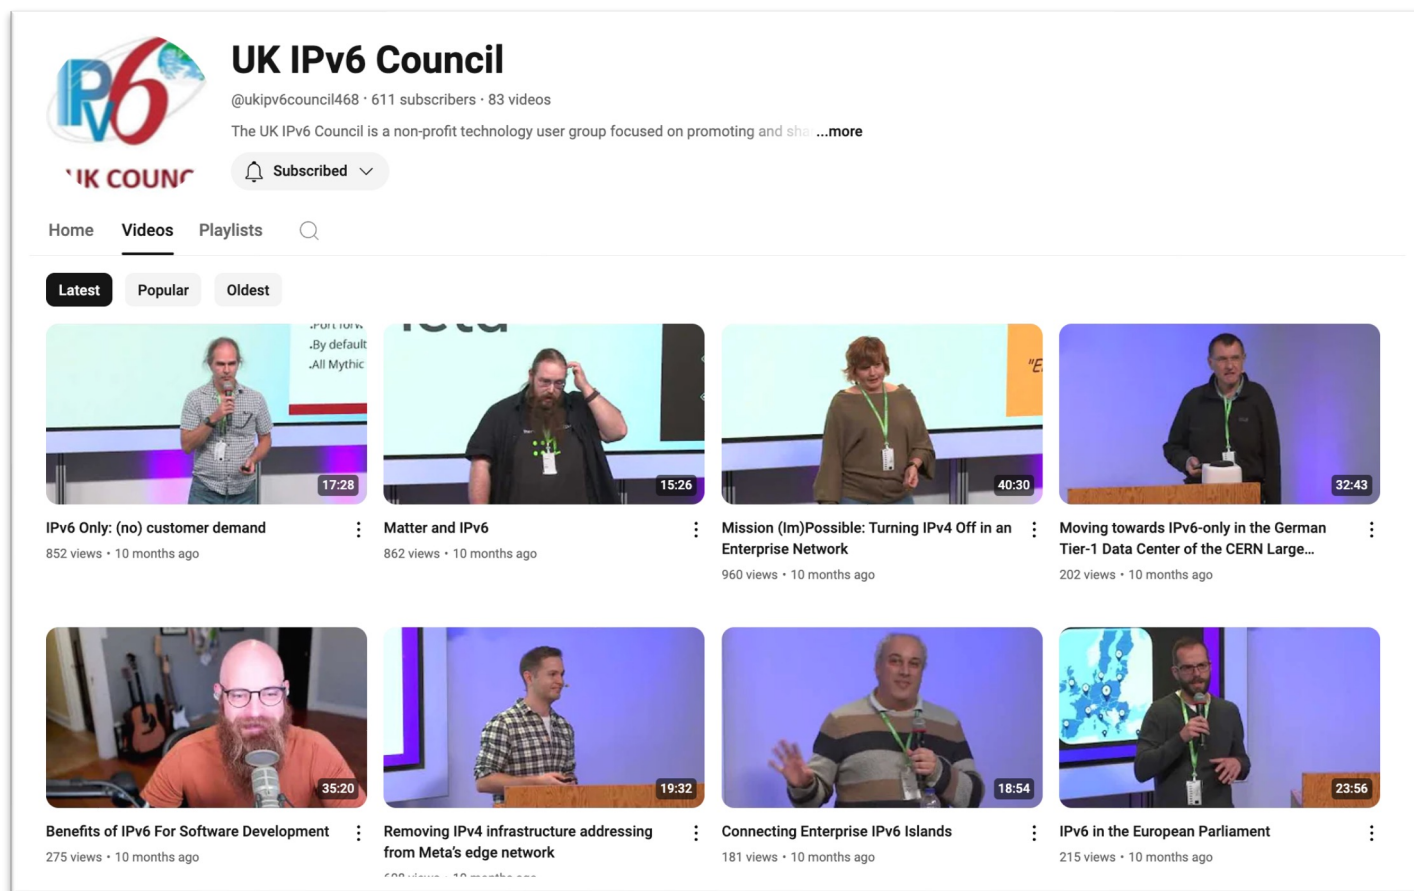 IPv6
UK COUNC
UK IPv6 Council
@ukipv6council468 · 611 subscribers · 83 videos
The UK IPv6 Council is a non-profit technology user group focused on promoting and sha ...more
Subscribed
Home Videos Playlists
Latest Popular Oldest
.Port forw
.By default
.All Mythic
17:28
15:26
"E
40:30
32:43
IPv6 Only: (no) customer demand
852 views • 10 months ago
Matter and IPv6
862 views • 10 months ago
Mission (Im)Possible: Turning IPv4 Off in an
Enterprise Network
960 views • 10 months ago
Moving towards IPv6-only in the German
Tier-1 Data Center of the CERN Large...
202 views • 10 months ago
35:20
19:32
18:54
23:56
Benefits of IPv6 For Software Development
275 views • 10 months ago
Removing IPv4 infrastructure addressing
from Meta’s edge network
Connecting Enterprise IPv6 Islands
181 views • 10 months ago
IPv6 in the European Parliament
215 views • 10 months ago